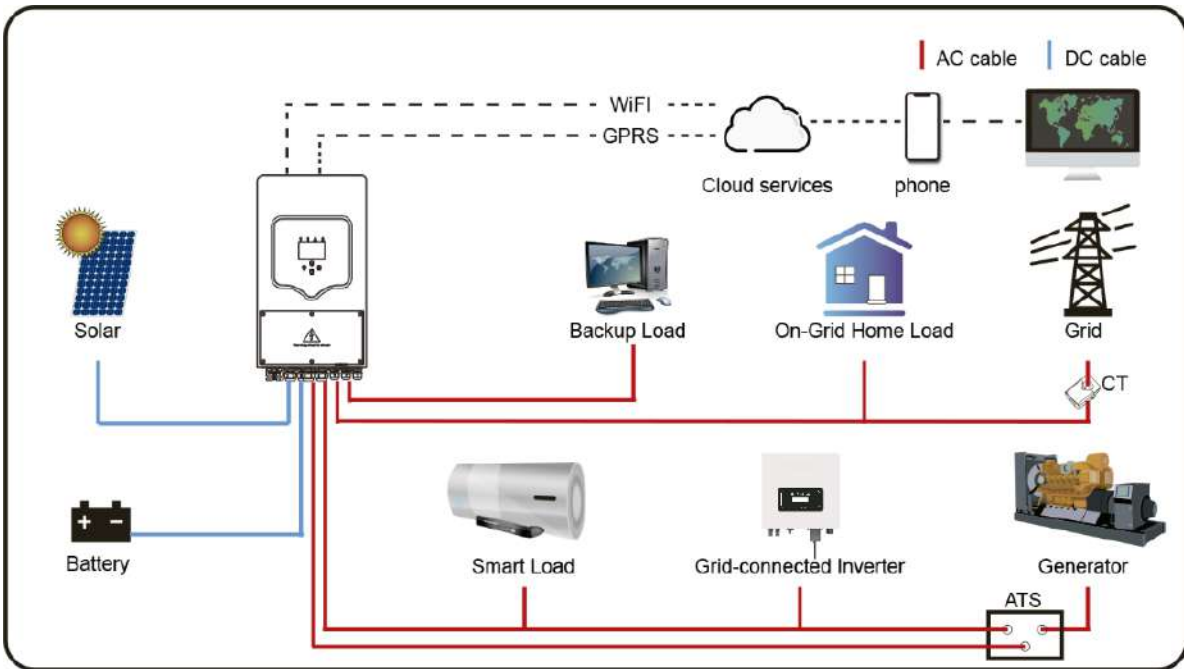 AC cable
DC cable
WiFI
GPRS
Cloud services
phone
Solar
Backup Load
On-Grid Home Load
Grid
CT
Battery
Smart Load
Grid-connected Inverter
Generator
ATS